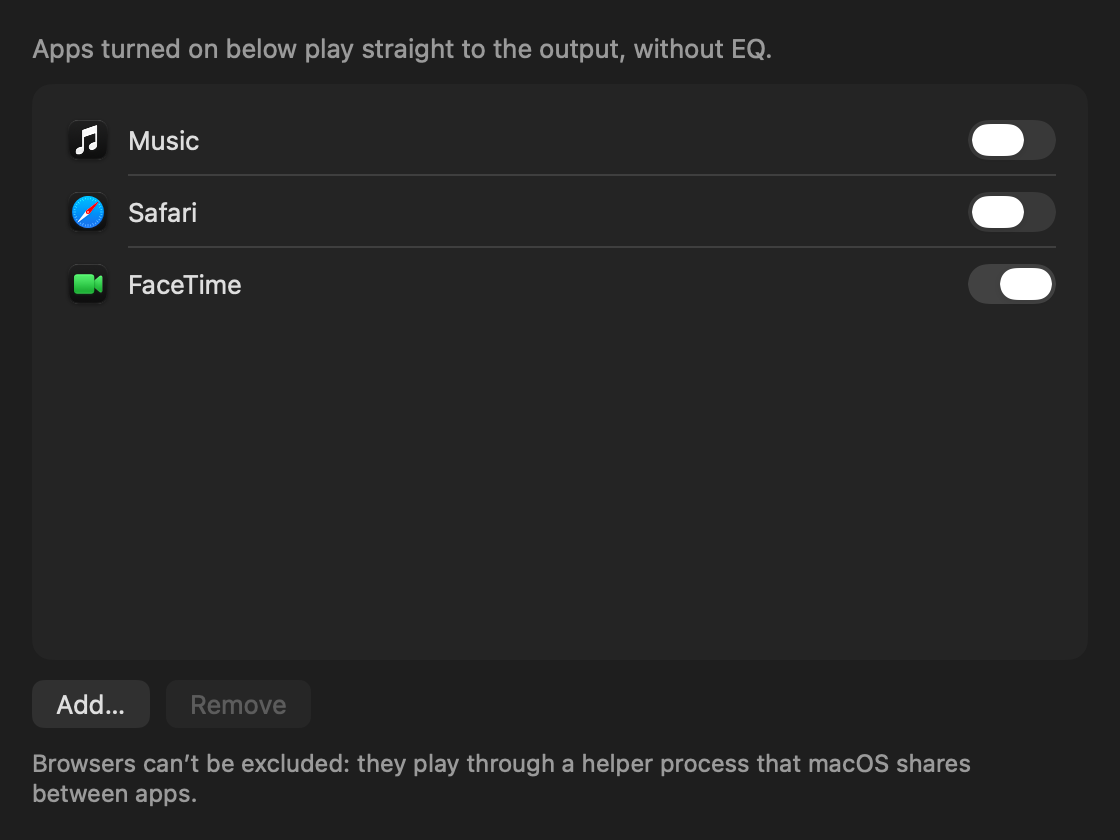 Apps turned on below play straight to the output, without EQ.
Music
Safari
FaceTime
Add...
Remove
Browsers can’t be excluded: they play through a helper process that macOS shares
between apps.